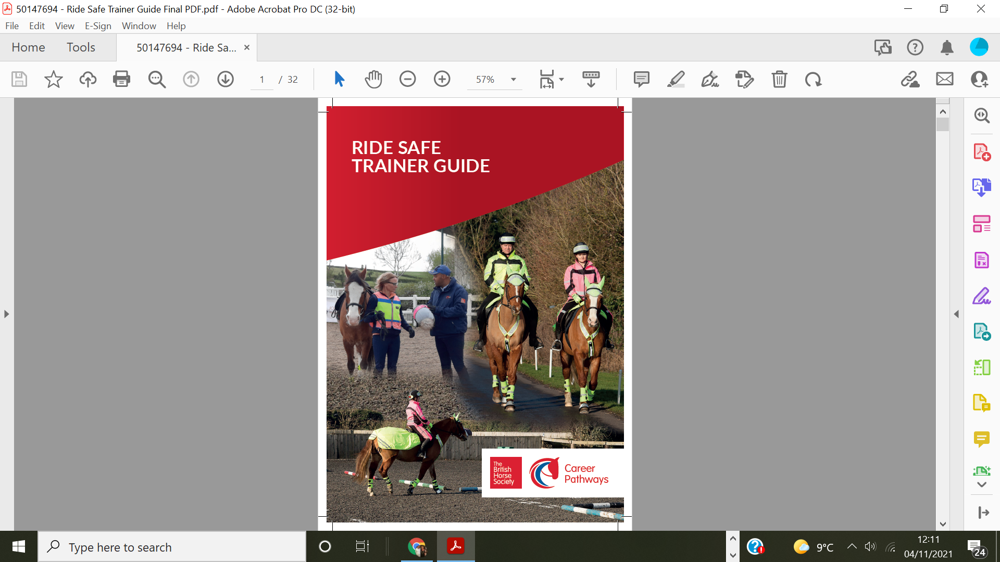 50147694 - Ride Safe Trainer Guide Final PDF.pdf - Adobe Acrobat Pro DC (32-bit)
File Edit View E-Sign Window Help
Home Tools 50147694 - Ride Sa... ×
1 / 32 57%
RIDE SAFE
TRAINER GUIDE
The
British
Horse
Society
Career
Pathways
Type here to search
9°C
12:11
04/11/2021
24